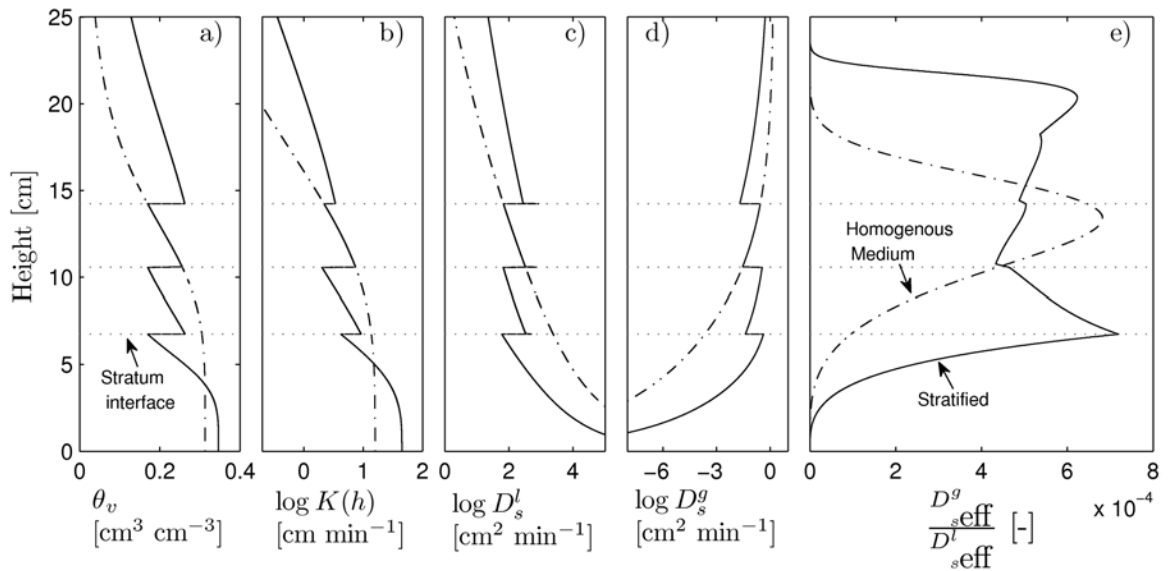 a) b) c) d) e)
25
20
15
10
5
0
Height [cm]
Homogenous
Medium
Stratum
interface
Stratified
0 0.2 0.4
0 1 2
0 2 4
−6 −3 0
0 2 4 6 8
x 10⁻⁴
θᵥ
[cm³ cm⁻³]
log K(h)
[cm min⁻¹]
log Dₛˡ
[cm² min⁻¹]
log Dₛᵍ
[cm² min⁻¹]
Dᵍₛeff
Dˡₛeff
[-]